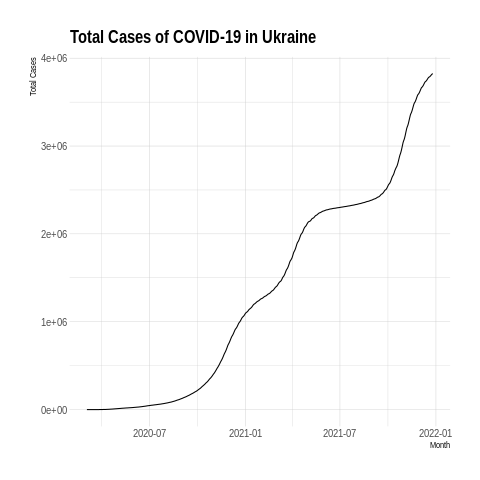 Total Cases of COVID-19 in Ukraine
Total Cases
4e+06
3e+06
2e+06
1e+06
0e+00
2020-07 2021-01 2021-07 2022-01
Month